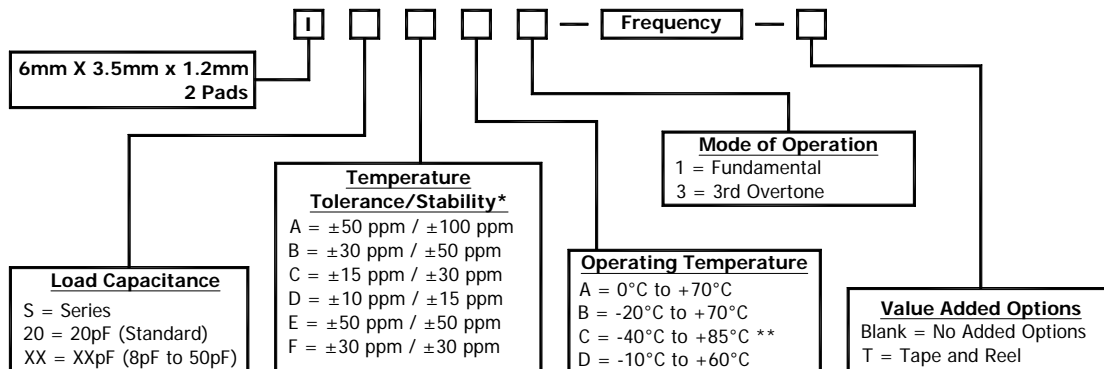 I
Frequency
6mm X 3.5mm x 1.2mm
2 Pads
Mode of Operation
1 = Fundamental
3 = 3rd Overtone
Temperature
Tolerance/Stability*
A = ±50 ppm / ±100 ppm
B = ±30 ppm / ±50 ppm
C = ±15 ppm / ±30 ppm
D = ±10 ppm / ±15 ppm
E = ±50 ppm / ±50 ppm
F = ±30 ppm / ±30 ppm
Load Capacitance
S = Series
20 = 20pF (Standard)
XX = XXpF (8pF to 50pF)
Operating Temperature
A = 0°C to +70°C
B = -20°C to +70°C
C = -40°C to +85°C **
D = -10°C to +60°C
Value Added Options
Blank = No Added Options
T = Tape and Reel